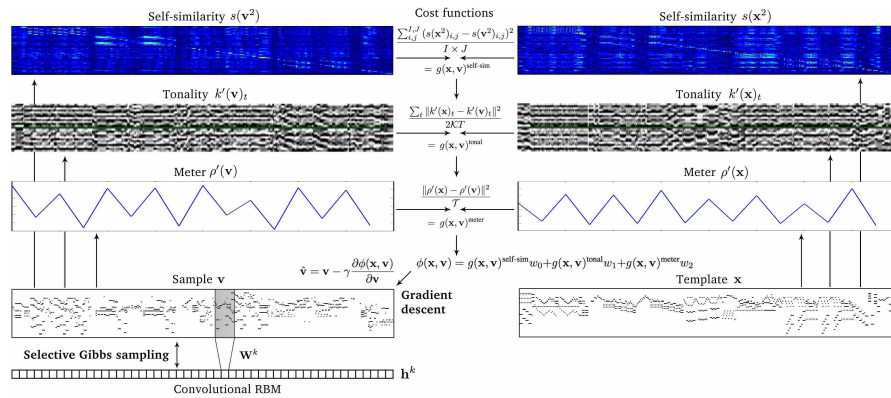 Self-similarity s(v²)
Cost functions
Self-similarity s(x²)
∑_{i,j}^{I,J} (s(x²)_{i,j} − s(v²)_{i,j})²
I × J
= g(x, v)^{self-sim}
Tonality k′(v)_t
Tonality k′(x)_t
∑_t ‖k′(x)_t − k′(v)_t‖²
2𝒦T
= g(x, v)^{tonal}
Meter ρ′(v)
Meter ρ′(x)
‖ρ′(x) − ρ′(v)‖²
𝒯
= g(x, v)^{meter}
v̂ = v − γ ∂ϕ(x, v) / ∂v
ϕ(x, v) = g(x, v)^{self-sim}w₀+g(x, v)^{tonal}w₁+g(x, v)^{meter}w₂
Sample v
Template x
Gradient
descent
Selective Gibbs sampling
W^k
h^k
Convolutional RBM